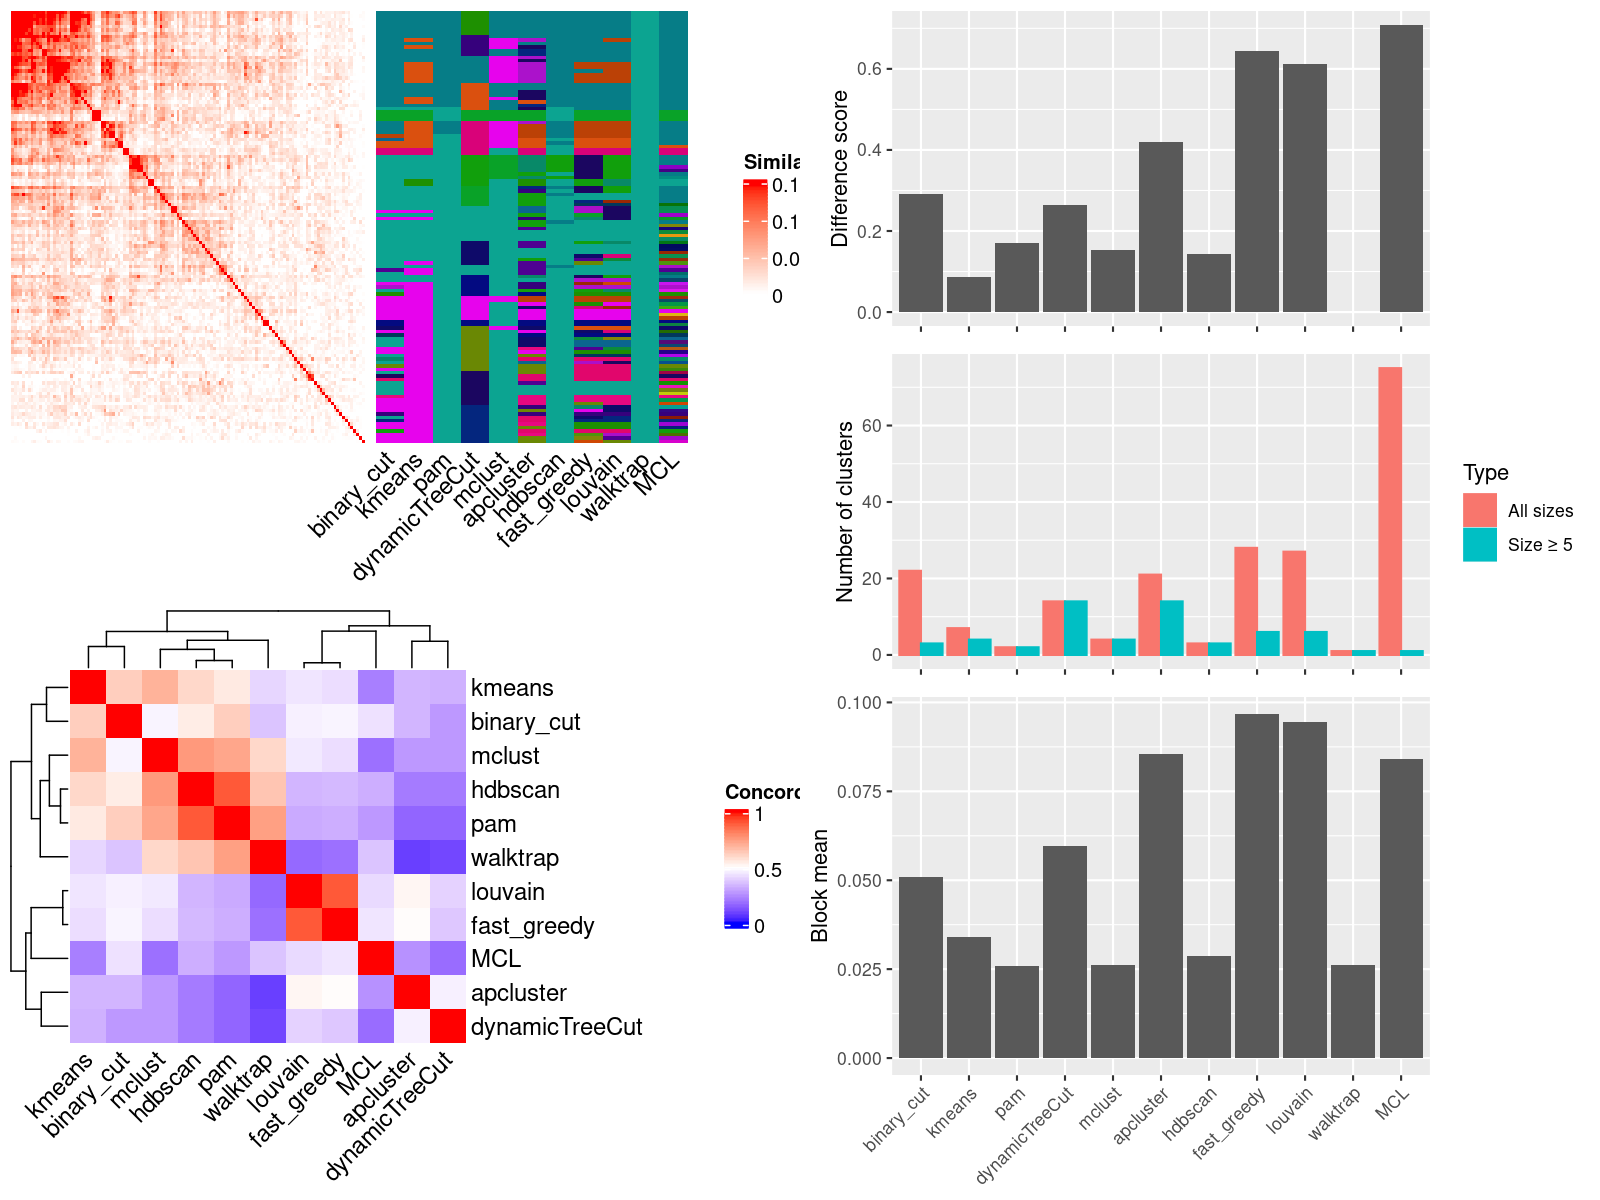 Simila
0.1
0.1
0.0
0
binary_cut
kmeans
pam
dynamicTreeCut
mclust
apcluster
hdbscan
fast_greedy
louvain
walktrap
MCL
kmeans
binary_cut
mclust
hdbscan
pam
walktrap
louvain
fast_greedy
MCL
apcluster
dynamicTreeCut
kmeans
binary_cut
mclust
hdbscan
pam
walktrap
louvain
fast_greedy
MCL
apcluster
dynamicTreeCut
Concord
1
0.5
0
Difference score
0.6
0.4
0.2
0.0
Number of clusters
60
40
20
0
Type
All sizes
Size ≥ 5
Block mean
0.100
0.075
0.050
0.025
0.000
binary_cut
kmeans
pam
dynamicTreeCut
mclust
apcluster
hdbscan
fast_greedy
louvain
walktrap
MCL